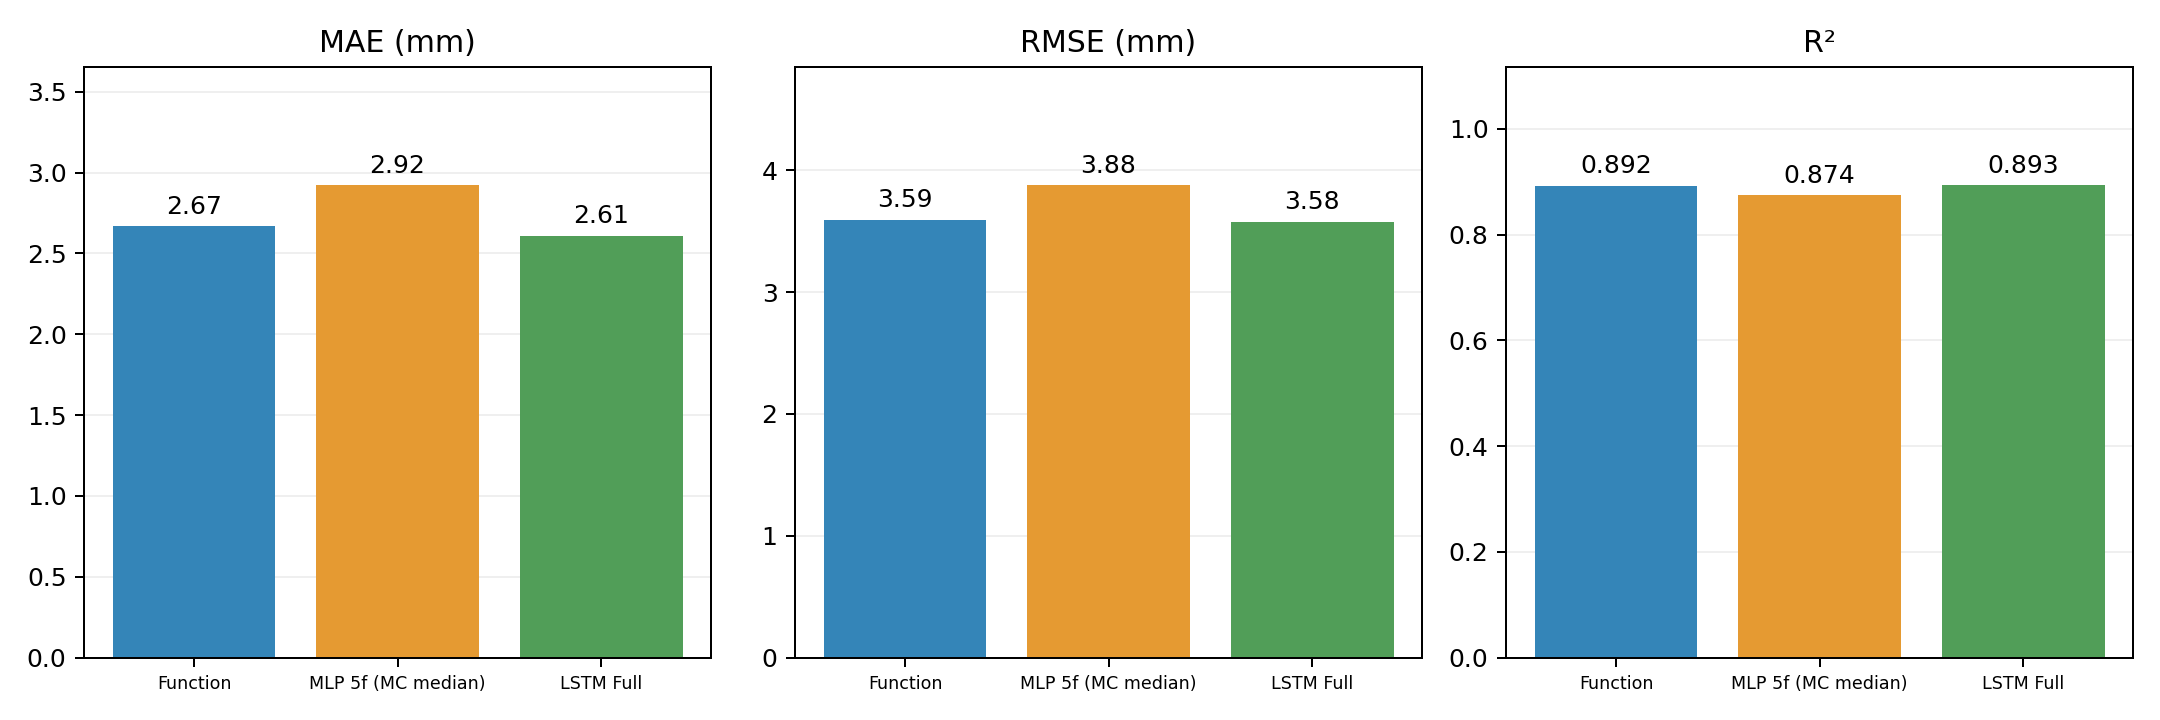 MAE (mm)
3.5
3.0
2.5
2.0
1.5
1.0
0.5
0.0
2.67
2.92
2.61
Function
MLP 5f (MC median)
LSTM Full
RMSE (mm)
4
3
2
1
0
3.59
3.88
3.58
Function
MLP 5f (MC median)
LSTM Full
R²
1.0
0.8
0.6
0.4
0.2
0.0
0.892
0.874
0.893
Function
MLP 5f (MC median)
LSTM Full